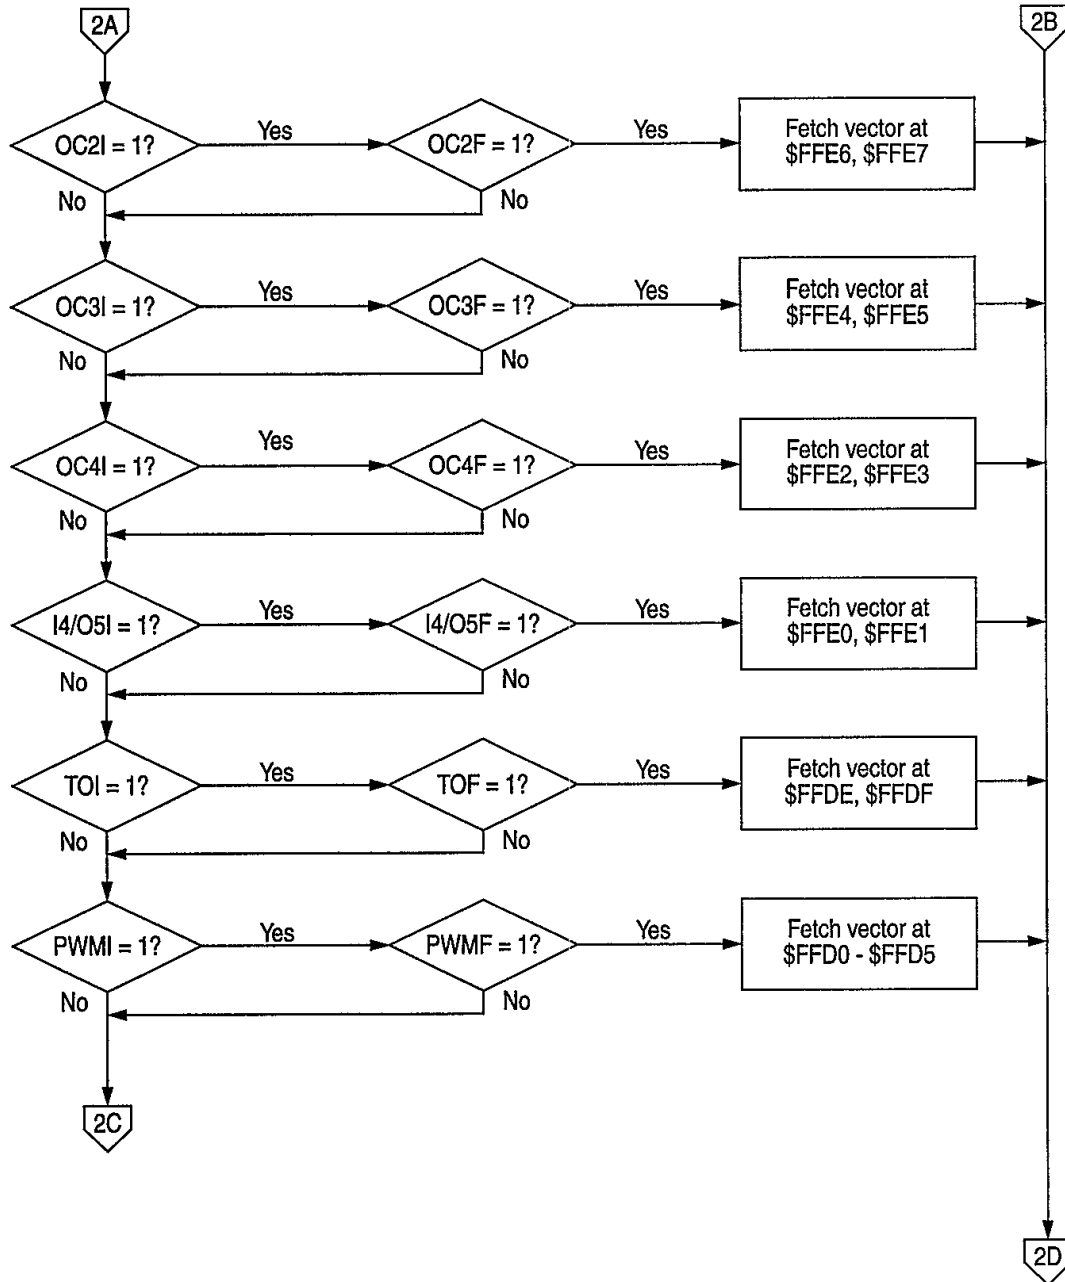 2A
2B
OC2I = 1?
Yes
OC2F = 1?
Yes
Fetch vector at
$FFE6, $FFE7
No
No
OC3I = 1?
Yes
OC3F = 1?
Yes
Fetch vector at
$FFE4, $FFE5
No
No
OC4I = 1?
Yes
OC4F = 1?
Yes
Fetch vector at
$FFE2, $FFE3
No
No
I4/O5I = 1?
Yes
I4/O5F = 1?
Yes
Fetch vector at
$FFE0, $FFE1
No
No
TOI = 1?
Yes
TOF = 1?
Yes
Fetch vector at
$FFDE, $FFDF
No
No
PWMI = 1?
Yes
PWMF = 1?
Yes
Fetch vector at
$FFD0 - $FFD5
No
No
2C
2D